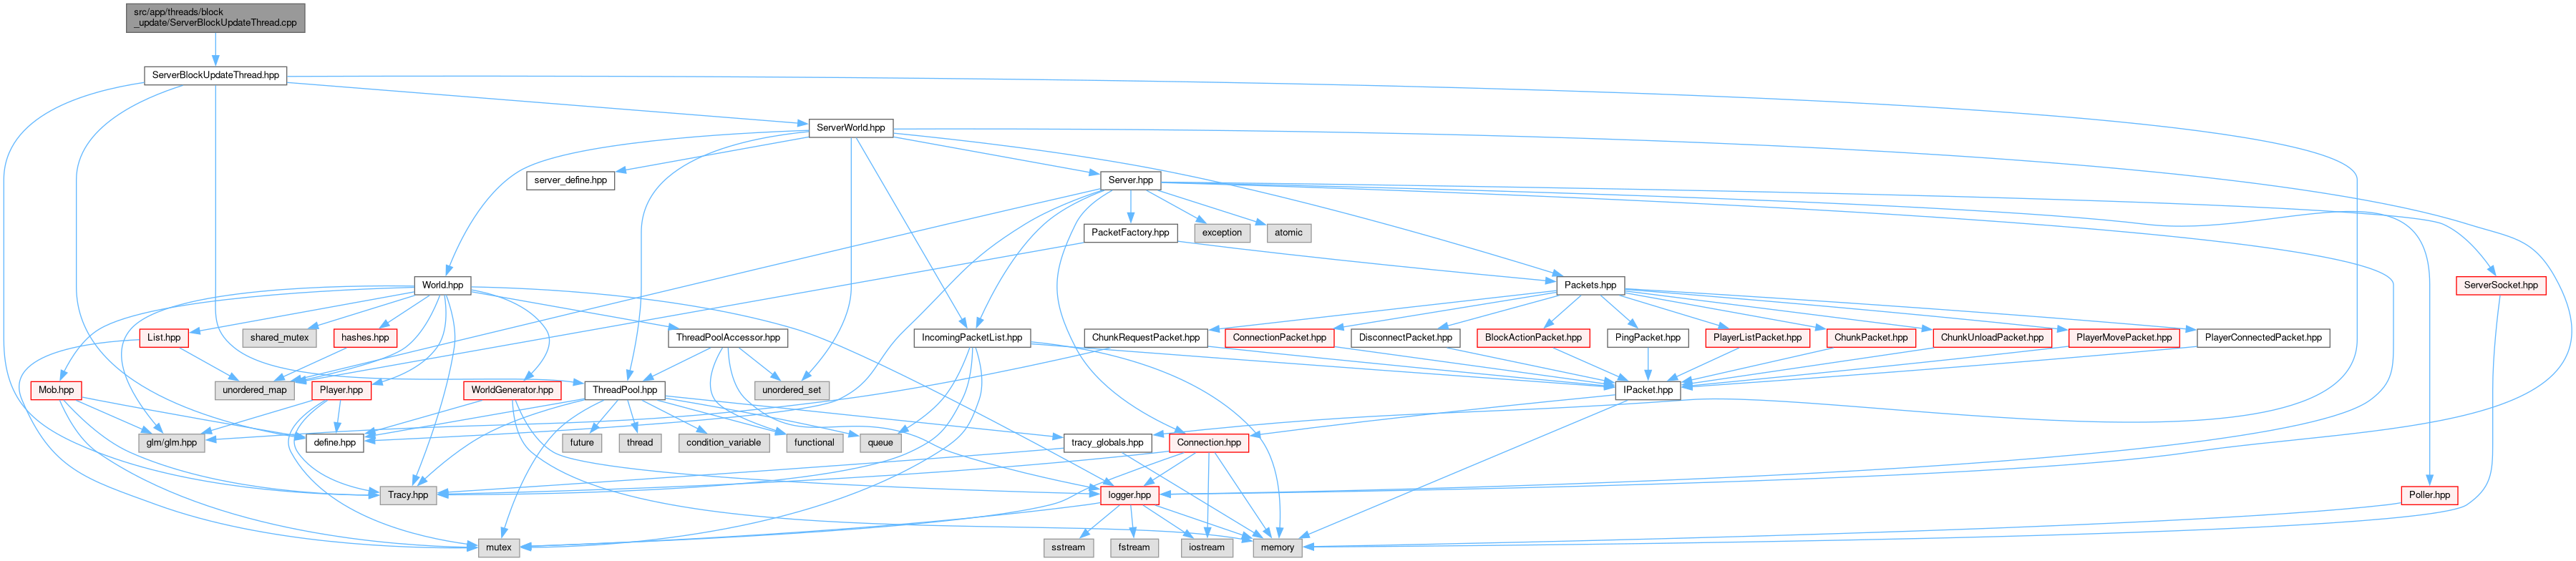 src/app/threads/block
_update/ServerBlockUpdateThread.cpp
ServerBlockUpdateThread.hpp
ServerWorld.hpp
server_define.hpp
Server.hpp
PacketFactory.hpp
exception
atomic
World.hpp
Packets.hpp
ServerSocket.hpp
List.hpp
shared_mutex
hashes.hpp
ThreadPoolAccessor.hpp
IncomingPacketList.hpp
ChunkRequestPacket.hpp
ConnectionPacket.hpp
DisconnectPacket.hpp
BlockActionPacket.hpp
PingPacket.hpp
PlayerListPacket.hpp
ChunkPacket.hpp
ChunkUnloadPacket.hpp
PlayerMovePacket.hpp
PlayerConnectedPacket.hpp
Mob.hpp
unordered_map
Player.hpp
WorldGenerator.hpp
ThreadPool.hpp
unordered_set
IPacket.hpp
glm/glm.hpp
define.hpp
future
thread
condition_variable
functional
queue
tracy_globals.hpp
Connection.hpp
Tracy.hpp
logger.hpp
Poller.hpp
mutex
sstream
fstream
iostream
memory